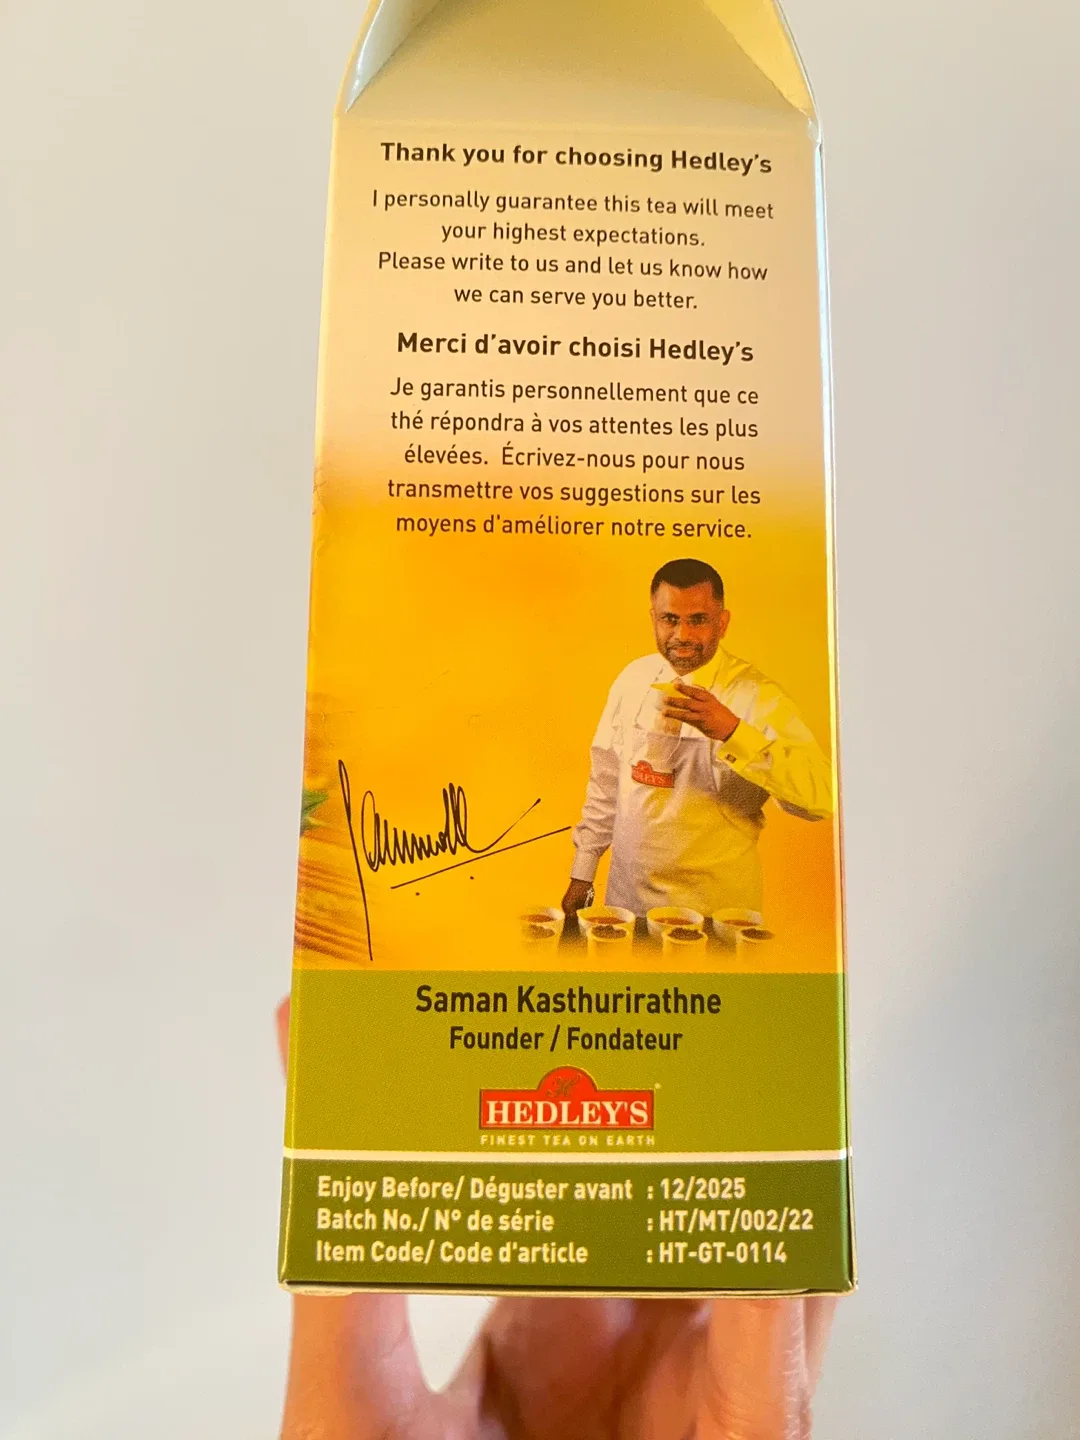 Thank you for choosing Hedley's
I personally guarantee this tea will meet
your highest expectations.
Please write to us and let us know how
we can serve you better.
Merci d'avoir choisi Hedley's
Je garantis personnellement que ce
thé répondra à vos attentes les plus
élevées. Écrivez-nous pour nous
transmettre vos suggestions sur les
moyens d'améliorer notre service.
Saman Kasthurirathne
Founder / Fondateur
HEDLEY'S
FINEST TEA ON EARTH
Enjoy Before/ Déguster avant : 12/2025
Batch No./ N° de série : HT/MT/002/22
Item Code/ Code d'article : HT-GT-0114